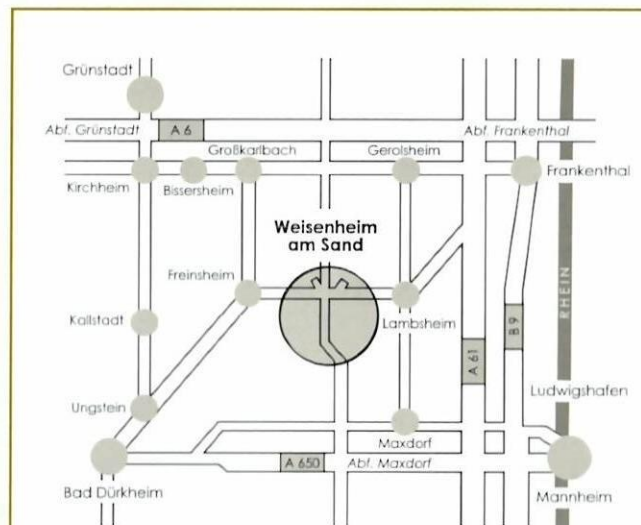 Grünstadt
Abf. Grünstadt
A 6
Abf. Frankenthal
Großkarlbach
Gerolsheim
Kirchheim
Bissersheim
Frankenthal
Weisenheim
am Sand
Freinsheim
RHEIN
Kallstadt
Lambsheim
B 9
A 61
Ludwigshafen
Ungstein
Maxdorf
A 650
Abf. Maxdorf
Bad Dürkheim
Mannheim